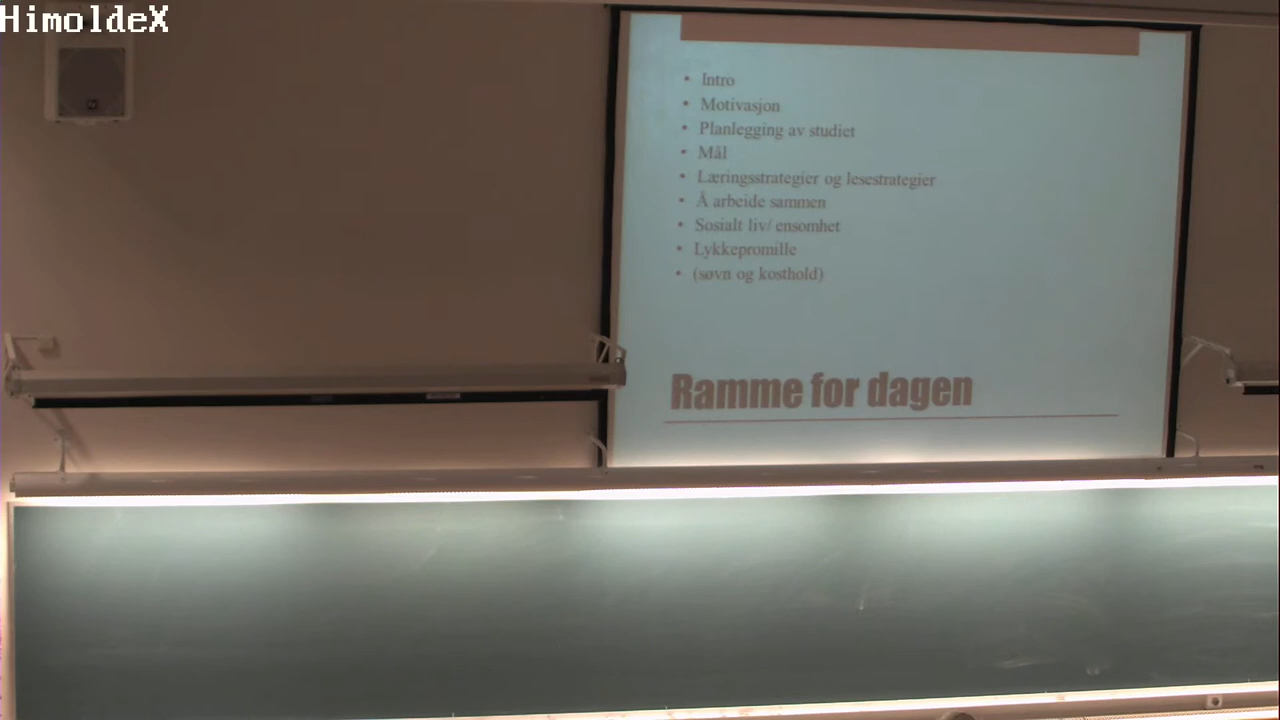 HimoldeX
• Intro
• Motivasjon
• Planlegging av studiet
• Mål
• Læringsstrategier og lesestrategier
• Å arbeide sammen
• Sosialt liv/ ensomhet
• Lykkepromille
• (søvn og kosthold)
Ramme for dagen